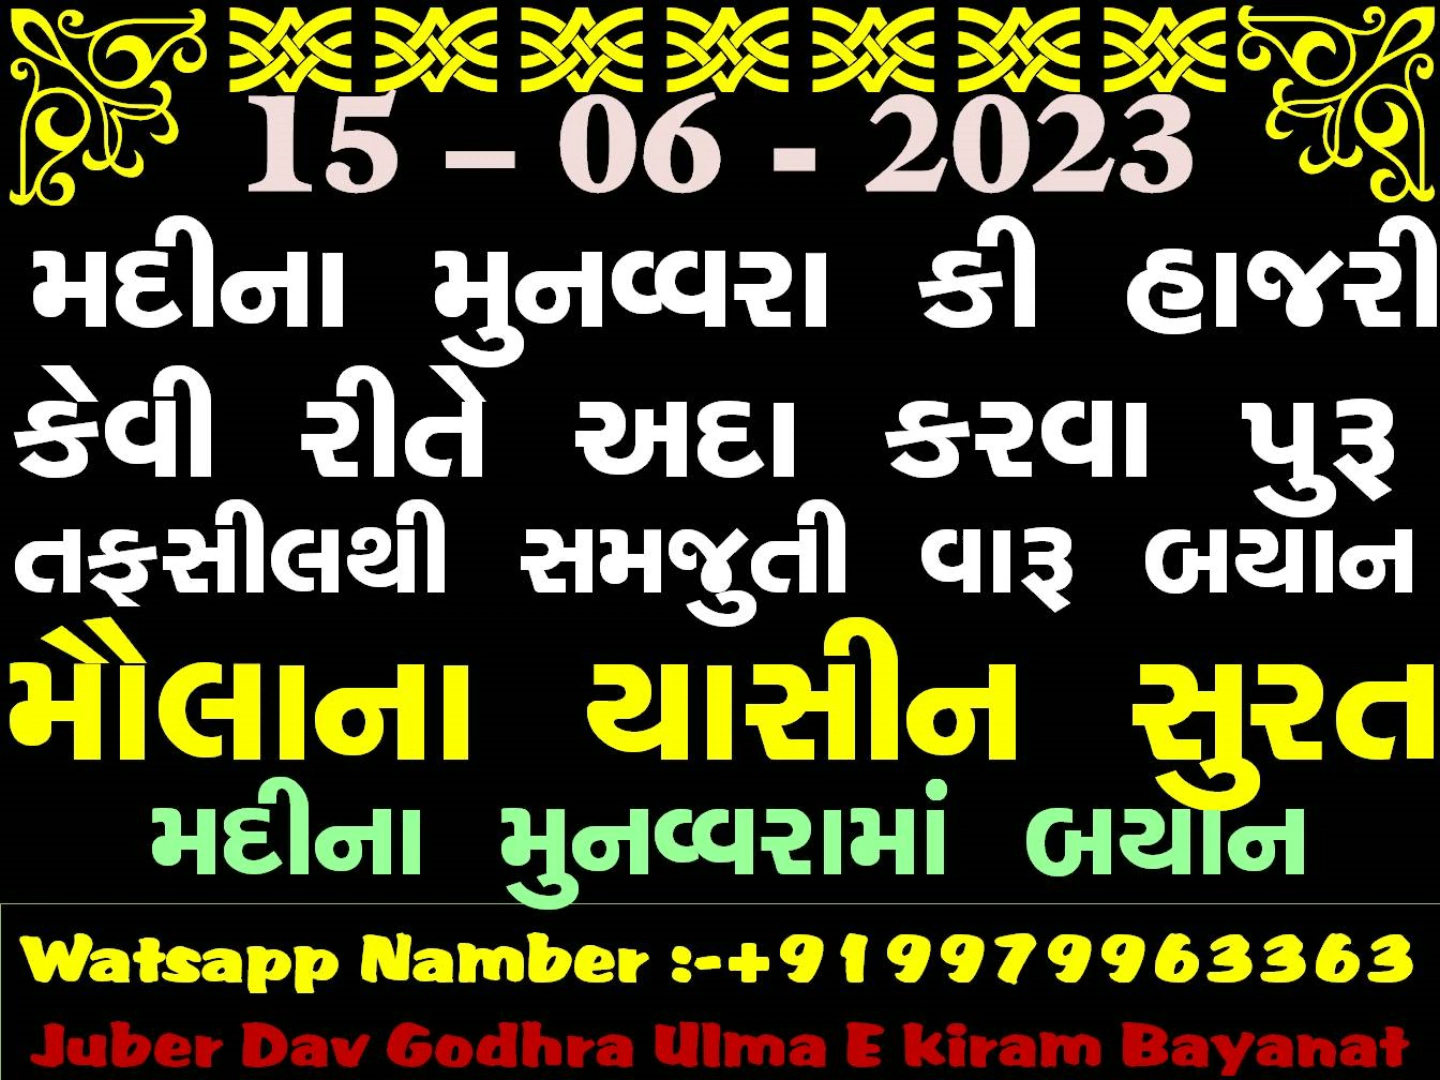 15 – 06 - 2023
મદીના મુનવ્વરા કી હાજરી
કેવી રીતે અદા કરવા પુરૂ
તફસીલથી સમજુતી વારૂ બયાન
મૌલાના યાસીન સુરત
મદીના મુનવ્વરામાં બયાન
Watsapp Namber :-+919979963363
Juber Dav Godhra Ulma E kiram Bayanat